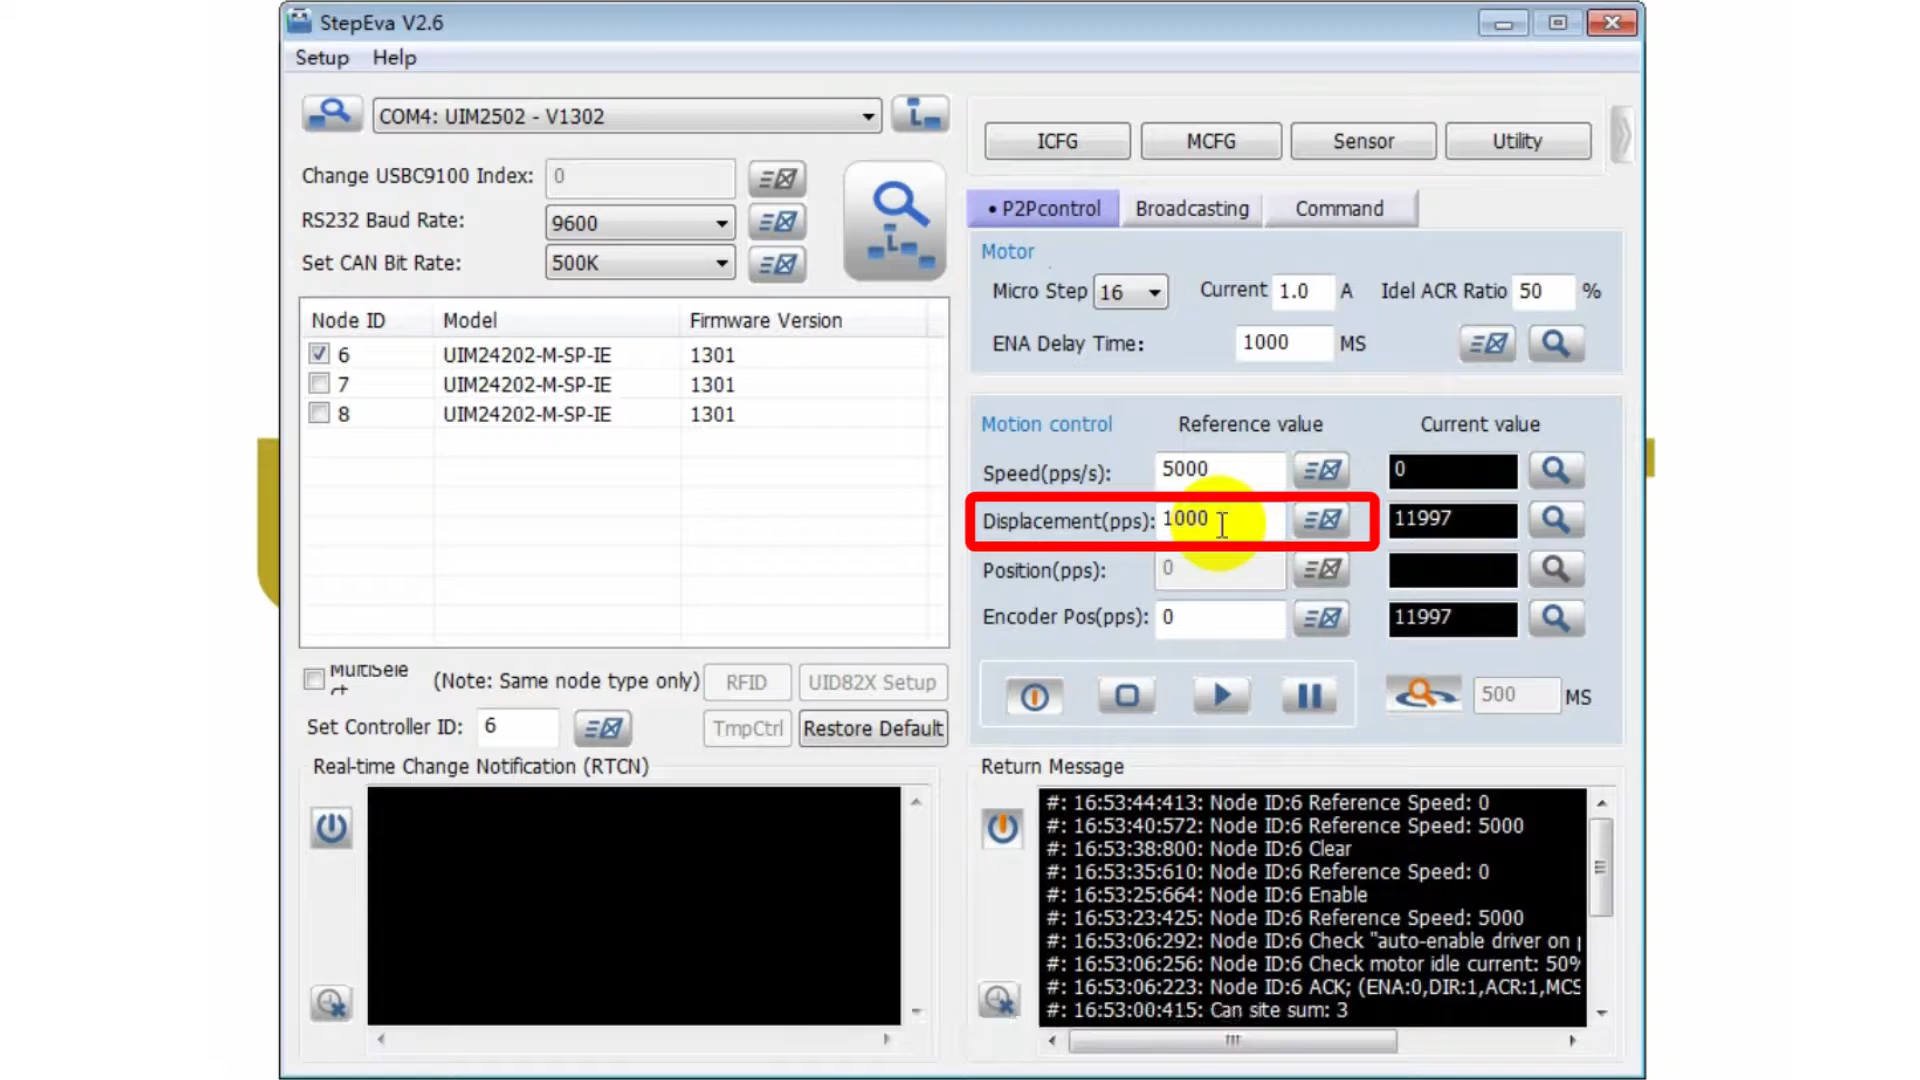 StepEva V2.6
Setup Help
COM4: UIM2502 - V1302
Change USBC9100 Index: 0
RS232 Baud Rate: 9600
Set CAN Bit Rate: 500K
Node ID Model Firmware Version
6 UIM24202-M-SP-IE 1301
7 UIM24202-M-SP-IE 1301
8 UIM24202-M-SP-IE 1301
MultiSele
ct
(Note: Same node type only) RFID UID82X Setup
Set Controller ID: 6 TmpCtrl Restore Default
Real-time Change Notification (RTCN)
ICFG MCFG Sensor Utility
• P2Pcontrol Broadcasting Command
Motor
Micro Step 16 Current 1.0 A Idel ACR Ratio 50 %
ENA Delay Time: 1000 MS
Motion control Reference value Current value
Speed(pps/s): 5000 0
Displacement(pps): 1000 11997
Position(pps): 0
Encoder Pos(pps): 0 11997
500 MS
Return Message
#: 16:53:44:413: Node ID:6 Reference Speed: 0
#: 16:53:40:572: Node ID:6 Reference Speed: 5000
#: 16:53:38:800: Node ID:6 Clear
#: 16:53:35:610: Node ID:6 Reference Speed: 0
#: 16:53:25:664: Node ID:6 Enable
#: 16:53:23:425: Node ID:6 Reference Speed: 5000
#: 16:53:06:292: Node ID:6 Check "auto-enable driver on
#: 16:53:06:256: Node ID:6 Check motor idle current: 50%
#: 16:53:06:223: Node ID:6 ACK; (ENA:0,DIR:1,ACR:1,MCS
#: 16:53:00:415: Can site sum: 3